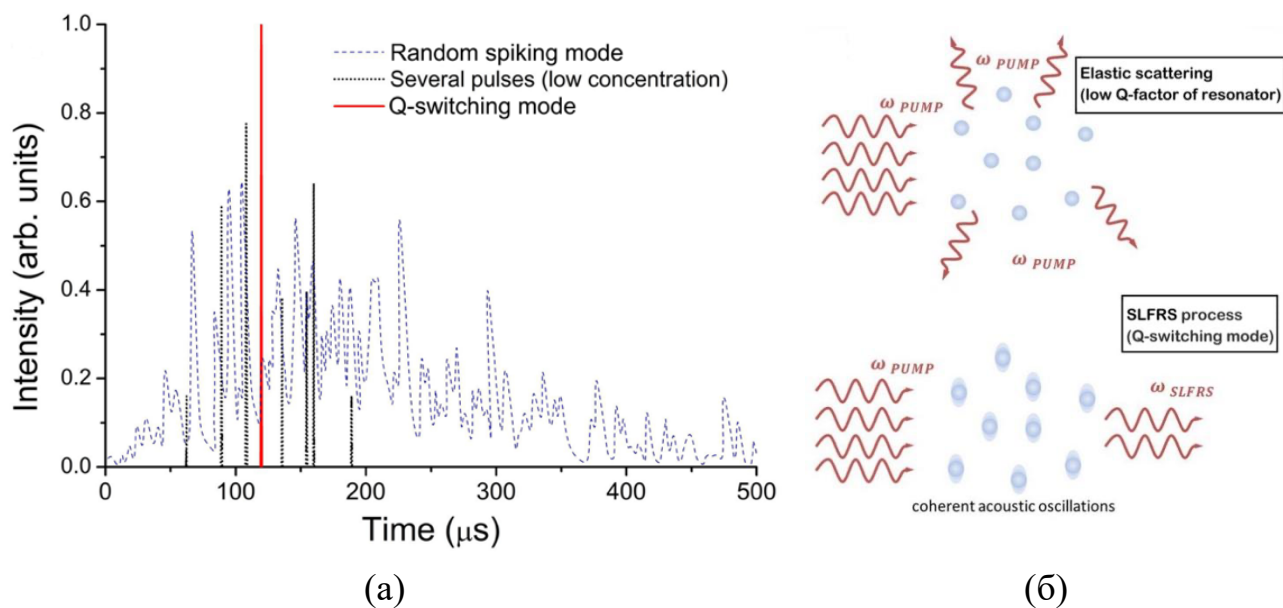 1.0
0.8
0.6
0.4
0.2
0.0
Intensity (arb. units)
Random spiking mode
Several pulses (low concentration)
Q-switching mode
0
100
200
300
400
500
Time (μs)
(а)
ω PUMP
ω PUMP
Elastic scattering
(low Q-factor of resonator)
ω PUMP
SLFRS process
(Q-switching mode)
ω PUMP
ω SLFRS
coherent acoustic oscillations
(б)